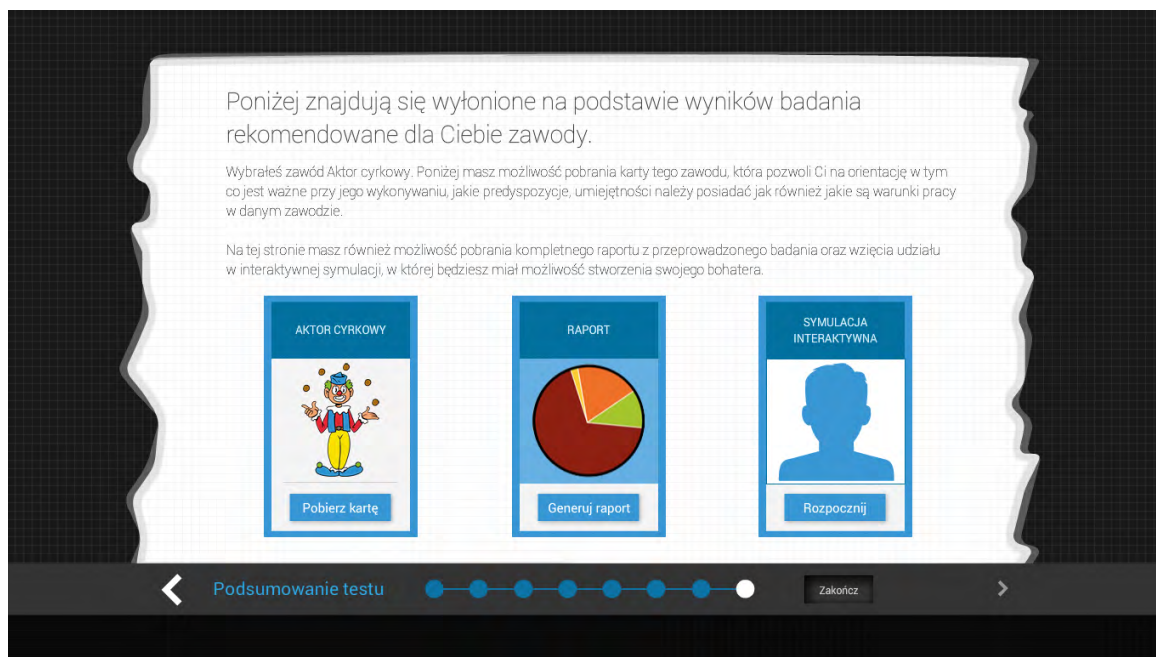 Poniżej znajdują się wyłonione na podstawie wyników badania
rekomendowane dla Ciebie zawody.
Wybrałeś zawód Aktor cyrkowy. Poniżej masz możliwość pobrania karty tego zawodu, która pozwoli Ci na orientację w tym
co jest ważne przy jego wykonywaniu, jakie predyspozycje, umiejętności należy posiadać jak również jakie są warunki pracy
w danym zawodzie.
Na tej stronie masz również możliwość pobrania kompletnego raportu z przeprowadzonego badania oraz wzięcia udziału
w interaktywnej symulacji, w której będziesz miał możliwość stworzenia swojego bohatera.
AKTOR CYRKOWY
Pobierz kartę
RAPORT
Generuj raport
SYMULACJA
INTERAKTYWNA
Rozpocznij
Podsumowanie testu
Zakończ